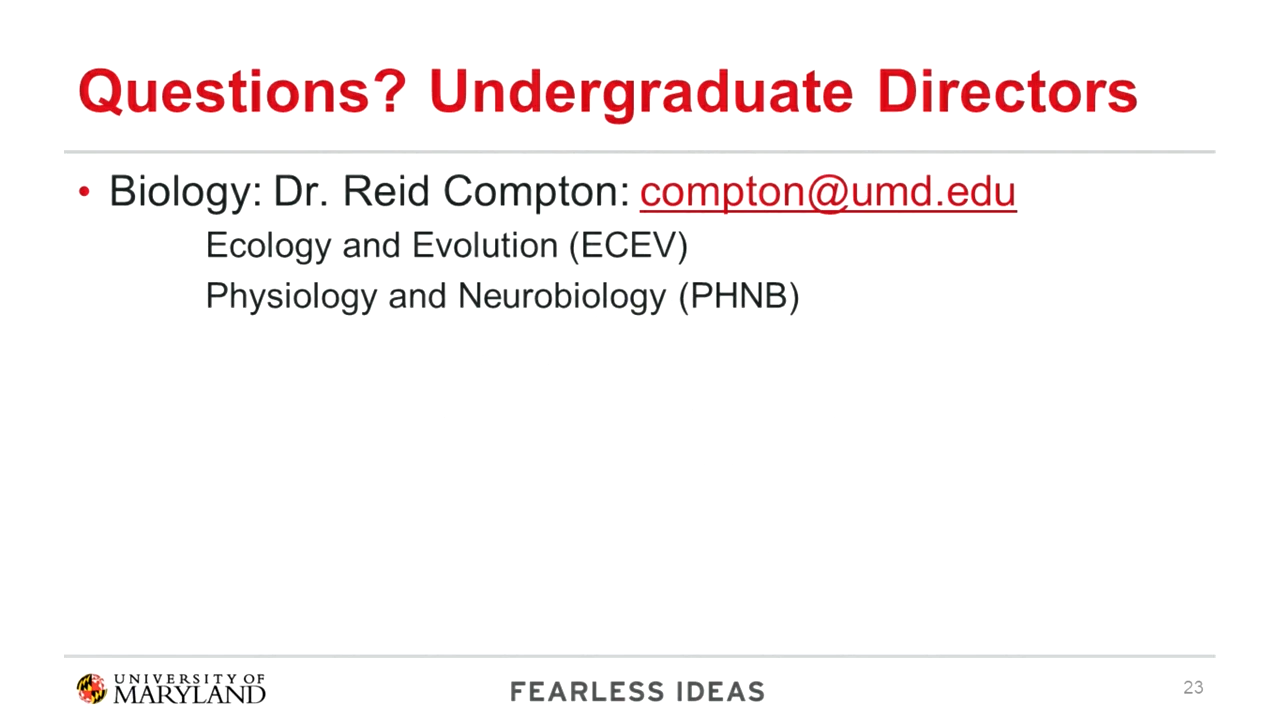 Questions? Undergraduate Directors
• Biology: Dr. Reid Compton: compton@umd.edu
Ecology and Evolution (ECEV)
Physiology and Neurobiology (PHNB)
UNIVERSITY OF
MARYLAND
FEARLESS IDEAS
23